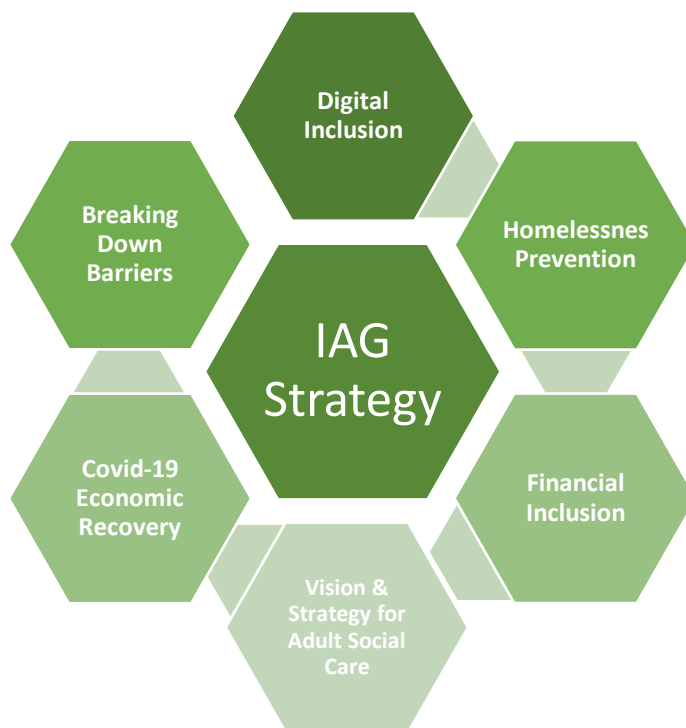 Digital
Inclusion
Homelessnes
Prevention
Financial
Inclusion
Vision &
Strategy for
Adult Social
Care
Covid-19
Economic
Recovery
Breaking
Down
Barriers
IAG
Strategy